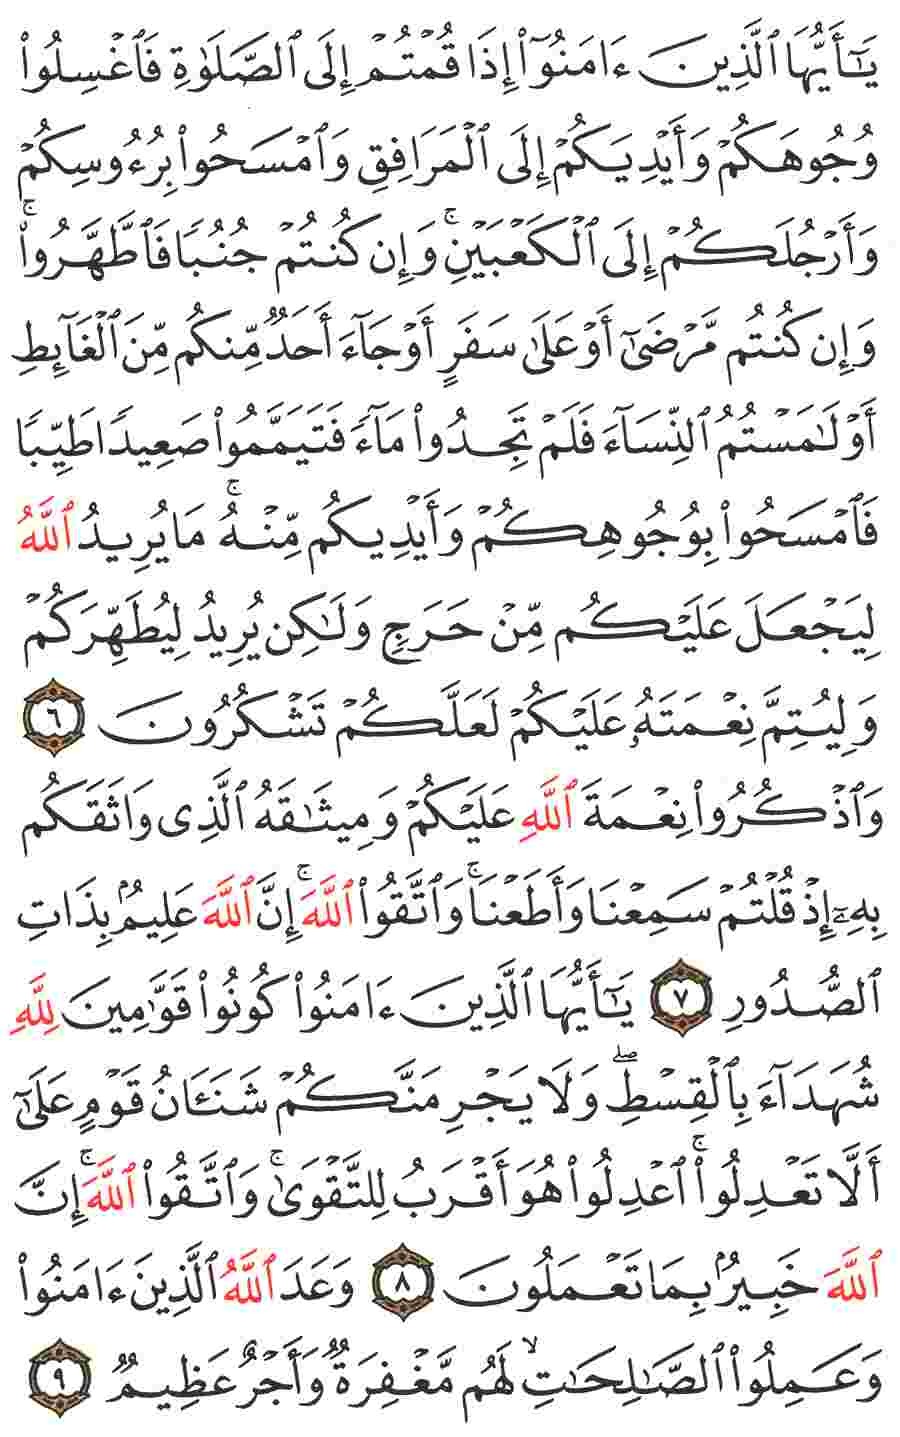 يَـٰٓأَيُّهَا ٱلَّذِينَ ءَامَنُوٓا۟ إِذَا قُمْتُمْ إِلَى ٱلصَّلَوٰةِ فَٱغْسِلُوا۟
وُجُوهَكُمْ وَأَيْدِيَكُمْ إِلَى ٱلْمَرَافِقِ وَٱمْسَحُوا۟ بِرُءُوسِكُمْ
وَأَرْجُلَكُمْ إِلَى ٱلْكَعْبَيْنِ ۚ وَإِن كُنتُمْ جُنُبًا فَٱطَّهَّرُوا۟ ۚ
وَإِن كُنتُم مَّرْضَىٰٓ أَوْ عَلَىٰ سَفَرٍ أَوْ جَآءَ أَحَدٌ مِّنكُم مِّنَ ٱلْغَآئِطِ
أَوْ لَـٰمَسْتُمُ ٱلنِّسَآءَ فَلَمْ تَجِدُوا۟ مَآءً فَتَيَمَّمُوا۟ صَعِيدًا طَيِّبًا
فَٱمْسَحُوا۟ بِوُجُوهِكُمْ وَأَيْدِيكُم مِّنْهُ ۚ مَا يُرِيدُ ٱللَّهُ
لِيَجْعَلَ عَلَيْكُم مِّنْ حَرَجٍ وَلَـٰكِن يُرِيدُ لِيُطَهِّرَكُمْ
وَلِيُتِمَّ نِعْمَتَهُۥ عَلَيْكُمْ لَعَلَّكُمْ تَشْكُرُونَ ٦
وَٱذْكُرُوا۟ نِعْمَةَ ٱللَّهِ عَلَيْكُمْ وَمِيثَـٰقَهُ ٱلَّذِى وَاثَقَكُم
بِهِۦٓ إِذْ قُلْتُمْ سَمِعْنَا وَأَطَعْنَا ۖ وَٱتَّقُوا۟ ٱللَّهَ ۚ إِنَّ ٱللَّهَ عَلِيمٌۢ بِذَاتِ
ٱلصُّدُورِ ٧ يَـٰٓأَيُّهَا ٱلَّذِينَ ءَامَنُوا۟ كُونُوا۟ قَوَّٰمِينَ لِلَّهِ
شُهَدَآءَ بِٱلْقِسْطِ ۖ وَلَا يَجْرِمَنَّكُمْ شَنَـَٔانُ قَوْمٍ عَلَىٰٓ
أَلَّا تَعْدِلُوا۟ ۚ ٱعْدِلُوا۟ هُوَ أَقْرَبُ لِلتَّقْوَىٰ ۖ وَٱتَّقُوا۟ ٱللَّهَ ۚ إِنَّ
ٱللَّهَ خَبِيرٌۢ بِمَا تَعْمَلُونَ ٨ وَعَدَ ٱللَّهُ ٱلَّذِينَ ءَامَنُوا۟
وَعَمِلُوا۟ ٱلصَّـٰلِحَـٰتِ ۙ لَهُم مَّغْفِرَةٌ وَأَجْرٌ عَظِيمٌ ٩